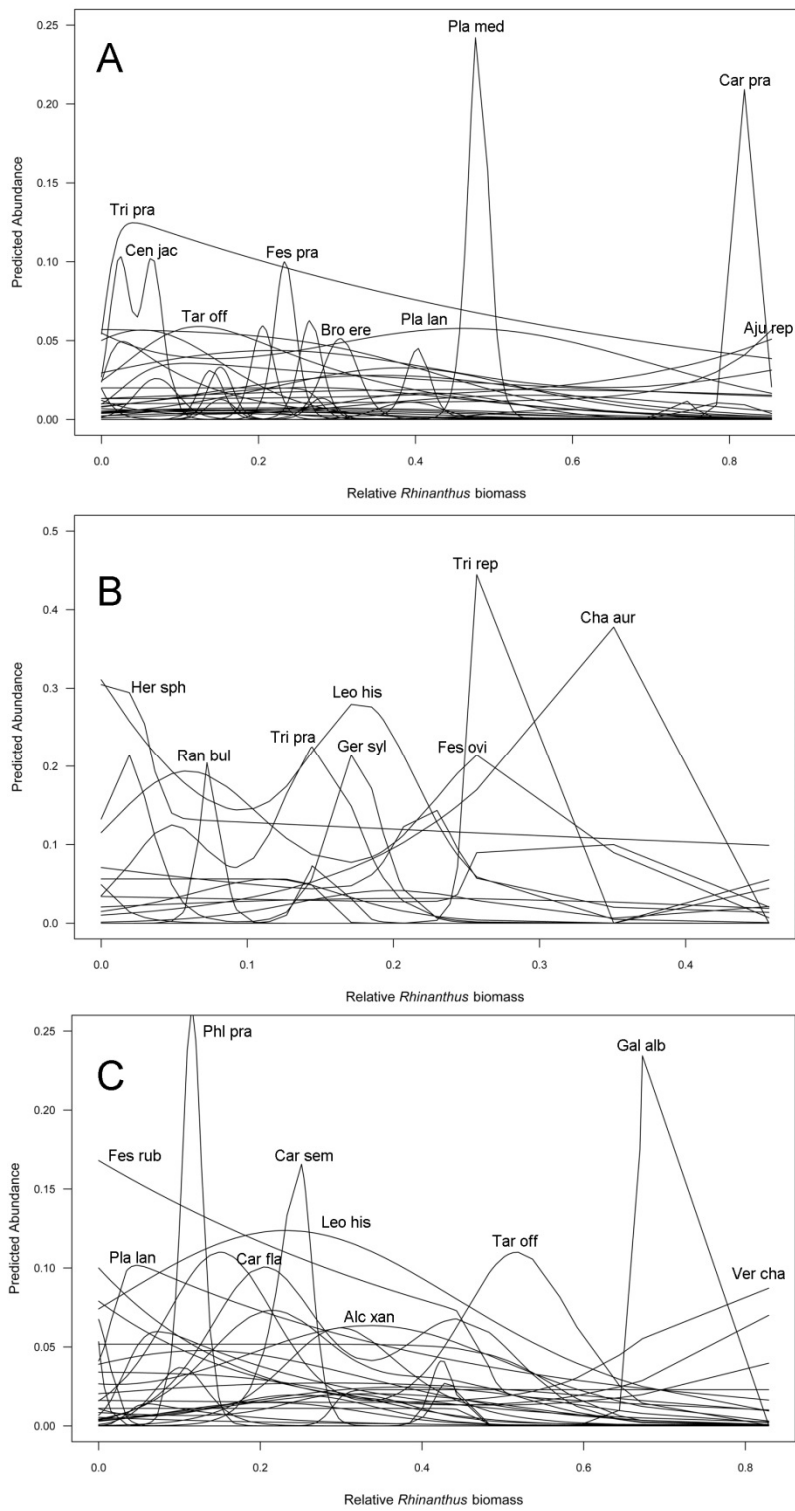 A
Pla med
Car pra
Tri pra
Cen jac
Fes pra
Tar off
Bro ere
Pla lan
Aju rep
Predicted Abundance
0.25
0.20
0.15
0.10
0.05
0.00
0.0 0.2 0.4 0.6 0.8
Relative Rhinanthus biomass
B
Tri rep
Cha aur
Her sph
Leo his
Tri pra
Ran bul
Ger syl
Fes ovi
Predicted Abundance
0.5
0.4
0.3
0.2
0.1
0.0
0.0 0.1 0.2 0.3 0.4
Relative Rhinanthus biomass
C
Phl pra
Gal alb
Fes rub
Car sem
Leo his
Pla lan
Car fla
Tar off
Alc xan
Ver cha
Predicted Abundance
0.25
0.20
0.15
0.10
0.05
0.00
0.0 0.2 0.4 0.6 0.8
Relative Rhinanthus biomass